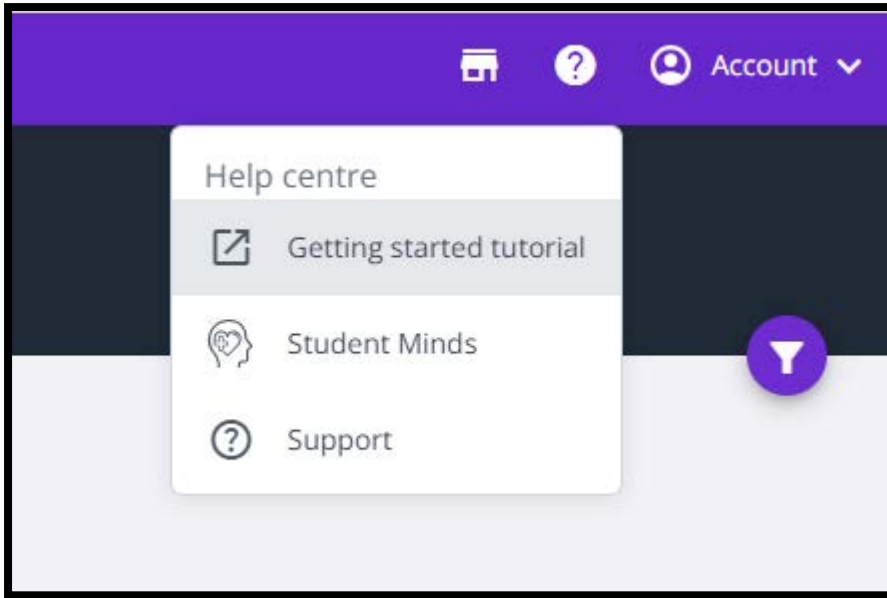 Account
Help centre
Getting started tutorial
Student Minds
Support